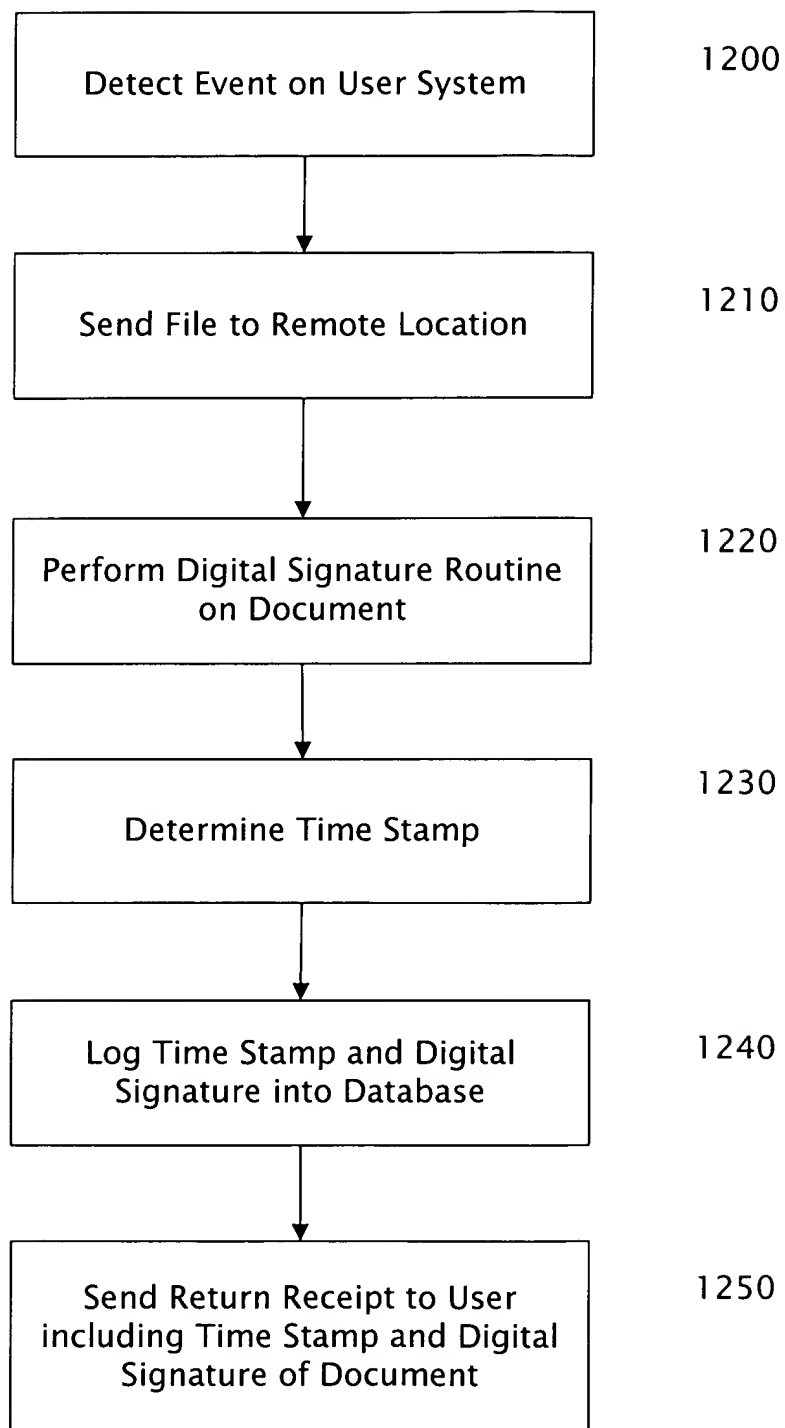 Detect Event on User System
1200
Send File to Remote Location
1210
Perform Digital Signature Routine
on Document
1220
Determine Time Stamp
1230
Log Time Stamp and Digital
Signature into Database
1240
Send Return Receipt to User
including Time Stamp and Digital
Signature of Document
1250